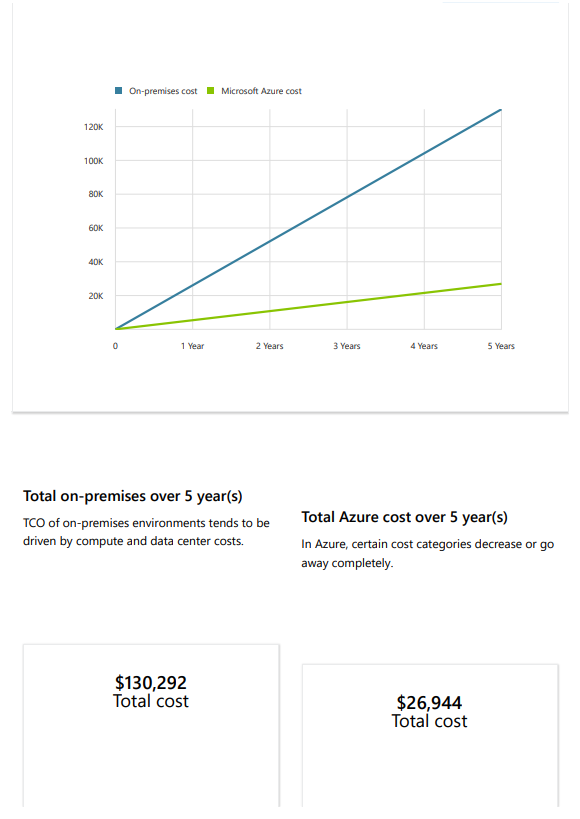 On-premises cost Microsoft Azure cost
120K
100K
80K
60K
40K
20K
0 1 Year 2 Years 3 Years 4 Years 5 Years
Total on-premises over 5 year(s)
TCO of on-premises environments tends to be
driven by compute and data center costs.
Total Azure cost over 5 year(s)
In Azure, certain cost categories decrease or go
away completely.
$130,292
Total cost
$26,944
Total cost